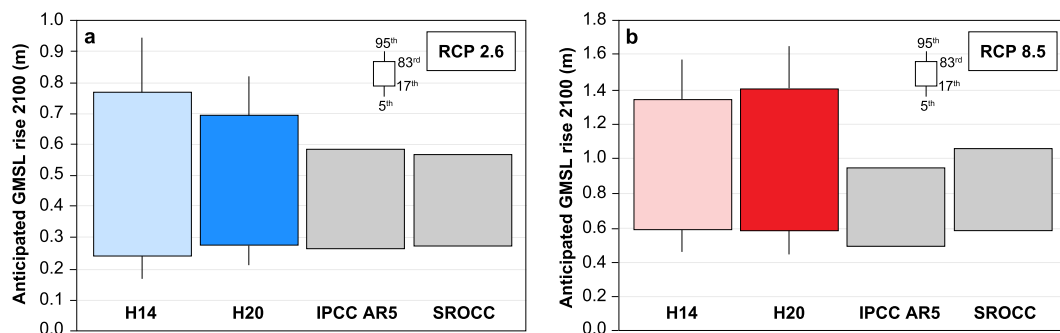 Anticipated GMSL rise 2100 (m)
1.0
0.9
0.8
0.7
0.6
0.5
0.4
0.3
0.2
0.1
0.0
a
95th
83rd
17th
5th
RCP 2.6
H14 H20 IPCC AR5 SROCC
Anticipated GMSL rise 2100 (m)
1.8
1.6
1.4
1.2
1.0
0.8
0.6
0.4
0.2
0.0
b
95th
83rd
17th
5th
RCP 8.5
H14 H20 IPCC AR5 SROCC